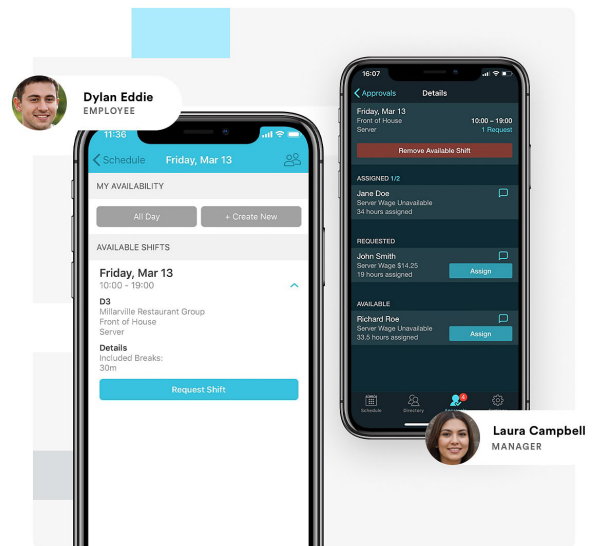 Dylan Eddie
EMPLOYEE
11:36
Schedule
Friday, Mar 13
MY AVAILABILITY
All Day
+ Create New
AVAILABLE SHIFTS
Friday, Mar 13
10:00 - 19:00
D3
Millarville Restaurant Group
Front of House
Server
Details
Included Breaks:
30m
Request Shift
16:07
Approvals
Details
Friday, Mar 13
Front of House
10:00 – 19:00
Server
1 Request
Remove Available Shift
ASSIGNED 1/2
Jane Doe
Server Wage Unavailable
34 hours assigned
REQUESTED
John Smith
Server Wage $14.25
19 hours assigned
Assign
AVAILABLE
Richard Roe
Server Wage Unavailable
33.5 hours assigned
Assign
4
Schedule
Directory
Laura Campbell
MANAGER